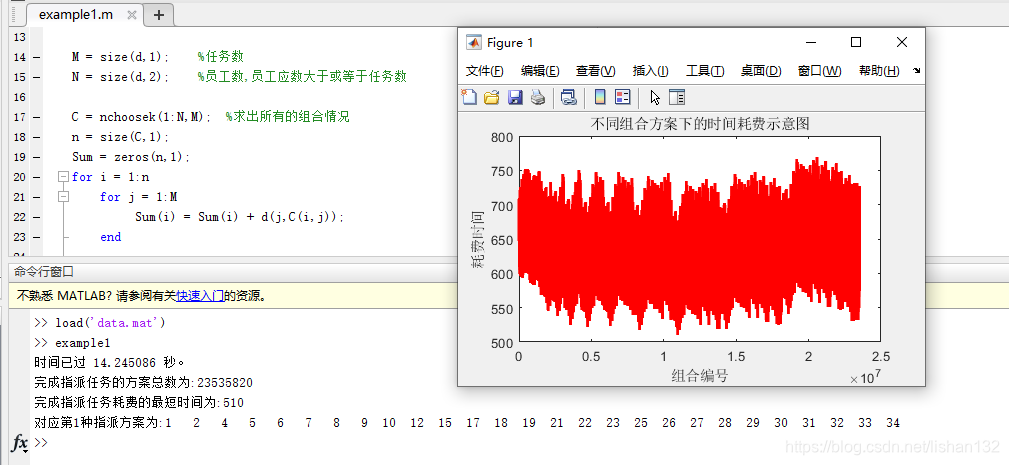 example1.m
13
14 M = size(d,1); %任务数
15 N = size(d,2); %员工数,员工应数大于或等于任务数
16
17 C = nchoosek(1:N,M); %求出所有的组合情况
18 n = size(C,1);
19 Sum = zeros(n,1);
20 for i = 1:n
21 for j = 1:M
22 Sum(i) = Sum(i) + d(j,C(i,j));
23 end
Figure 1
文件(F) 编辑(E) 查看(V) 插入(I) 工具(T) 桌面(D) 窗口(W) 帮助(H)
不同组合方案下的时间耗费示意图
800
750
700
650
600
550
500
耗费时间
0 0.5 1 1.5 2 2.5
组合编号
×10^7
命令行窗口
不熟悉 MATLAB? 请参阅有关快速入门的资源。
>> load('data.mat')
>> example1
时间已过 14.245086 秒。
完成指派任务的方案总数为:23535820
完成指派任务耗费的最短时间为:510
对应第1种指派方案为:1 2 4 5 6 7 8 9 10 11 12 13 14 15 16 17 18 19 20 21 22 23 24 26 28 30 31 32 33 34
fx >>
https://blog.csdn.net/lishan132